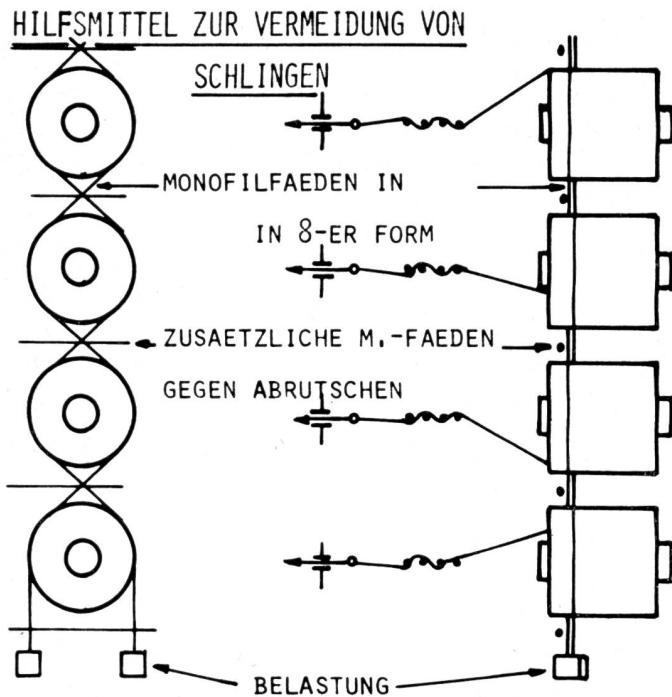 HILFSMITTEL ZUR VERMEIDUNG VON
SCHLINGEN
MONOFILFAEDEN IN
IN 8-ER FORM
ZUSAETZLICHE M.-FAEDEN
GEGEN ABRUTSCHEN
BELASTUNG